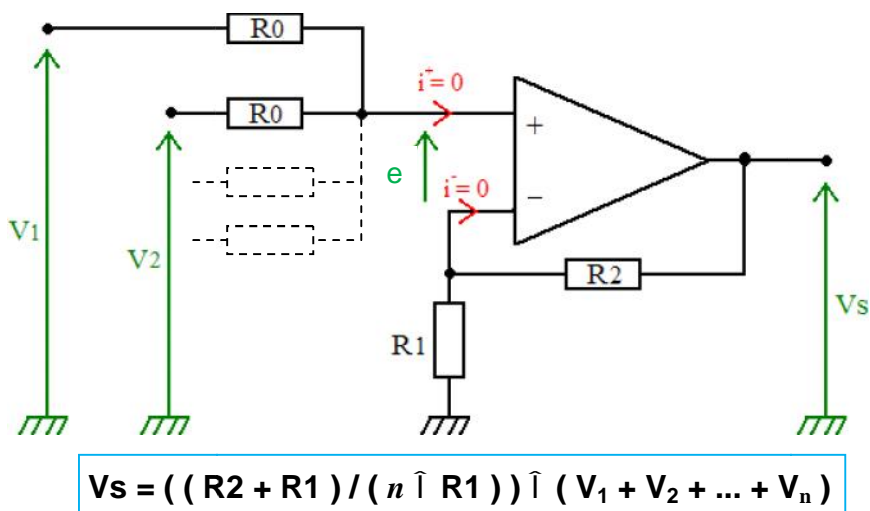 R0
i+= 0
R0
+
e
i-= 0
−
V1
V2
R2
Vs
R1
Vs = ( ( R2 + R1 ) / ( n Î R1 ) ) Î ( V₁ + V₂ + ... + Vₙ )